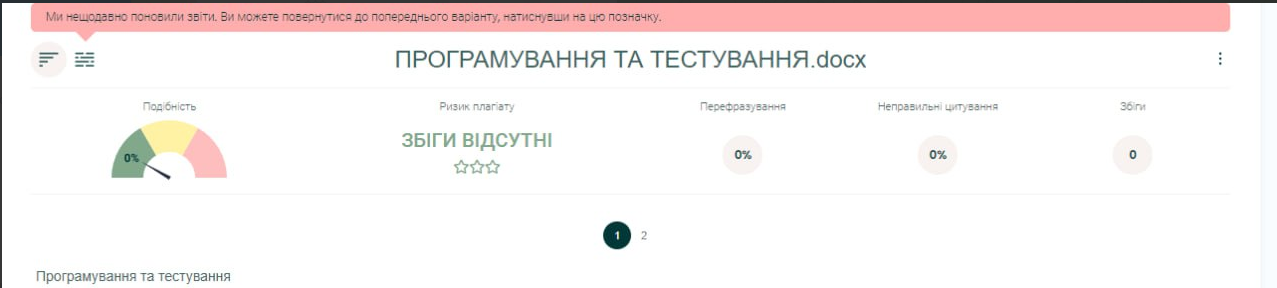 Ми нещодавно поновили звіти. Ви можете повернутися до попереднього варіанту, натиснувши на цю позначку.
ПРОГРАМУВАННЯ ТА ТЕСТУВАННЯ.docx
Подібність
Ризик плагіату
Перефразування
Неправильні цитування
Збіги
0%
ЗБІГИ ВІДСУТНІ
0%
0%
0
1 2
Програмування та тестування